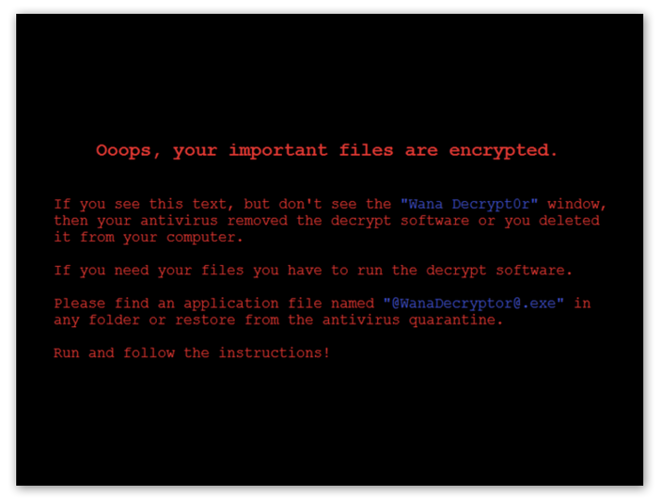 Ooops, your important files are encrypted.
If you see this text, but don't see the "Wana Decrypt0r" window,
then your antivirus removed the decrypt software or you deleted
it from your computer.
If you need your files you have to run the decrypt software.
Please find an application file named "@WanaDecryptor@.exe" in
any folder or restore from the antivirus quarantine.
Run and follow the instructions!